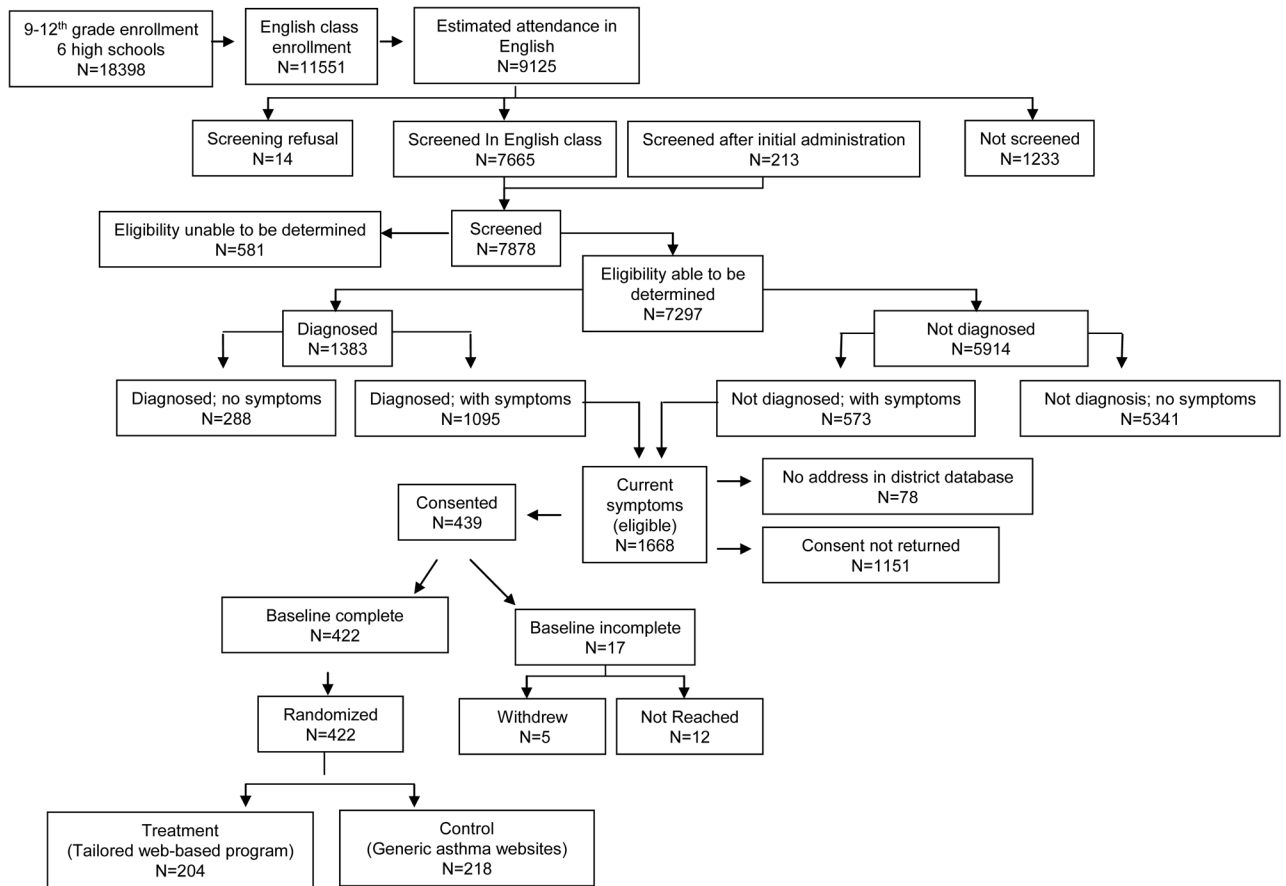 9-12th grade enrollment
6 high schools
N=18398
English class
enrollment
N=11551
Estimated attendance in
English
N=9125
Screening refusal
N=14
Screened In English class
N=7665
Screened after initial administration
N=213
Not screened
N=1233
Eligibility unable to be determined
N=581
Screened
N=7878
Eligibility able to be
determined
N=7297
Diagnosed
N=1383
Not diagnosed
N=5914
Diagnosed; no symptoms
N=288
Diagnosed; with symptoms
N=1095
Not diagnosed; with symptoms
N=573
Not diagnosis; no symptoms
N=5341
Consented
N=439
Current
symptoms
(eligible)
N=1668
No address in district database
N=78
Consent not returned
N=1151
Baseline complete
N=422
Baseline incomplete
N=17
Randomized
N=422
Withdrew
N=5
Not Reached
N=12
Treatment
(Tailored web-based program)
N=204
Control
(Generic asthma websites)
N=218